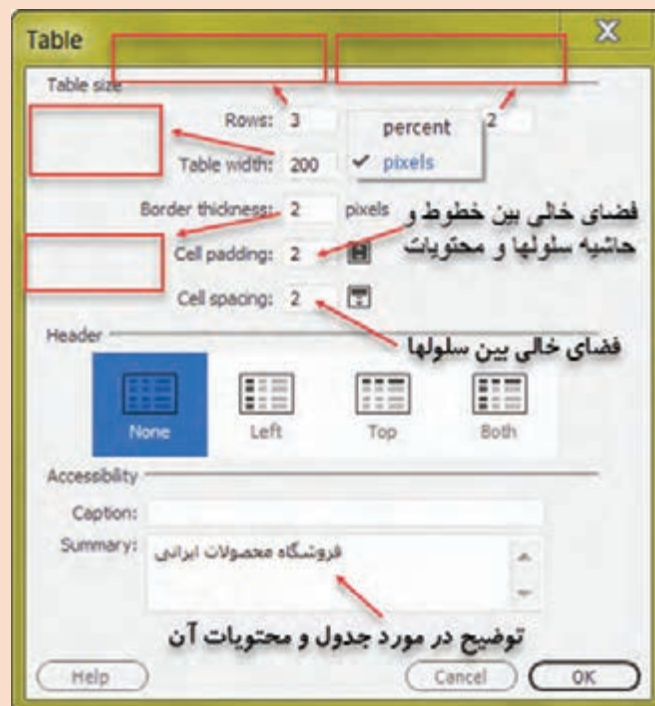 Table
Table size
Rows: 3
2
percent
✔ pixels
Table width: 200
Border thickness: 2 pixels
فضای خالی بین خطوط و
حاشیه سلولها و محتویات
Cell padding: 2
Cell spacing: 2
فضای خالی بین سلولها
Header
None Left Top Both
Accessibility
Caption:
Summary: فروشگاه محصولات ایرانی
توضیح در مورد جدول و محتویات آن
Help Cancel OK